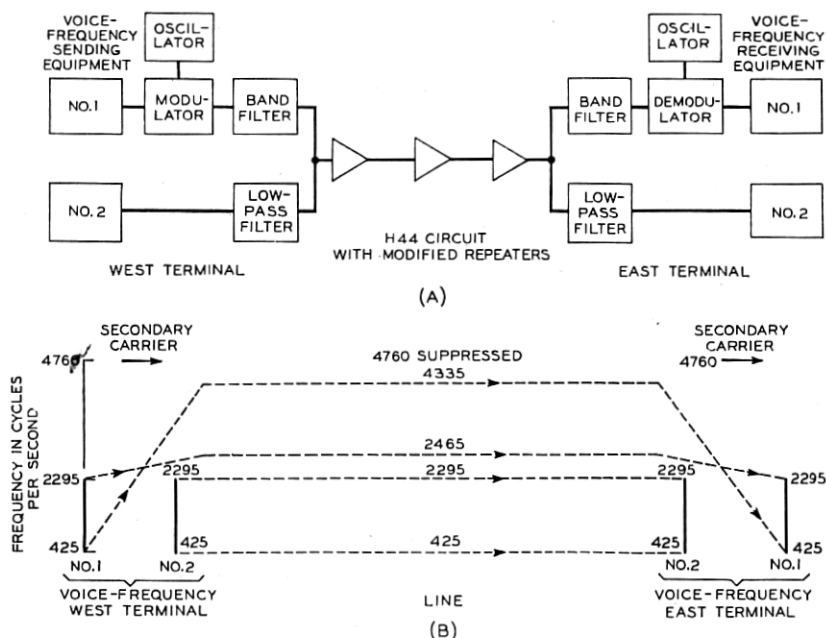 VOICE-
FREQUENCY
SENDING
EQUIPMENT
OSCIL-
LATOR
NO.1
MODU-
LATOR
BAND
FILTER
NO. 2
LOW-
PASS
FILTER
WEST TERMINAL
H44 CIRCUIT
WITH MODIFIED REPEATERS
OSCIL-
LATOR
VOICE-
FREQUENCY
RECEIVING
EQUIPMENT
BAND
FILTER
DEMODU-
LATOR
NO.1
LOW-
PASS
FILTER
NO. 2
EAST TERMINAL
(A)
FREQUENCY IN CYCLES
PER SECOND
SECONDARY
CARRIER
4760
4760 SUPPRESSED
4335
SECONDARY
CARRIER
4760
2465
2295
2295
2295
2295
2295
425
425
425
425
425
NO.1
NO.2
NO.2
NO.1
VOICE-FREQUENCY
WEST TERMINAL
LINE
VOICE-FREQUENCY
EAST TERMINAL
(B)